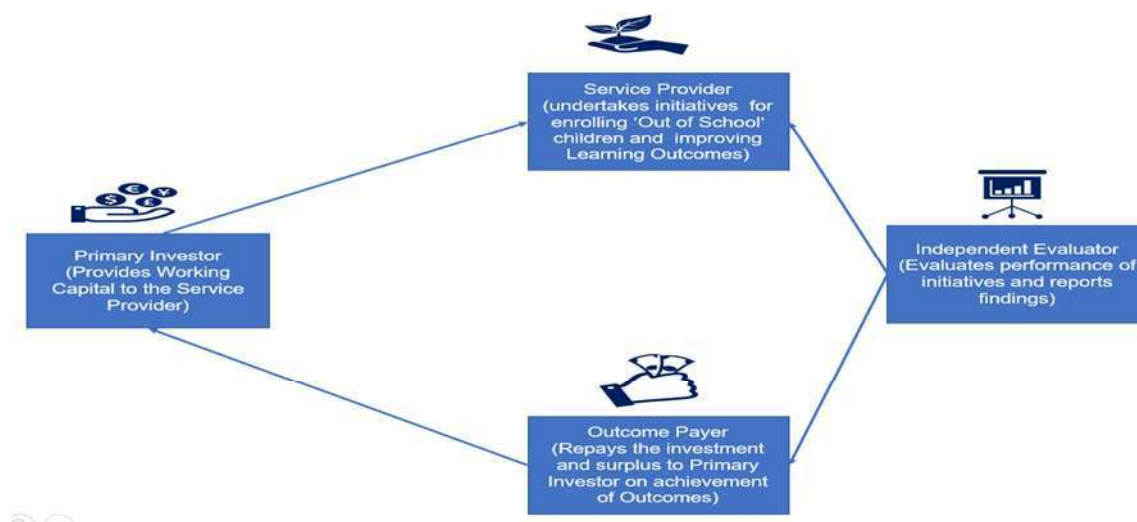 Service Provider
(undertakes initiatives for
enrolling 'Out of School'
children and improving
Learning Outcomes)
Primary Investor
(Provides Working
Capital to the Service
Provider)
Independent Evaluator
(Evaluates performance of
initiatives and reports
findings)
Outcome Payer
(Repays the investment
and surplus to Primary
Investor on achievement
of Outcomes)